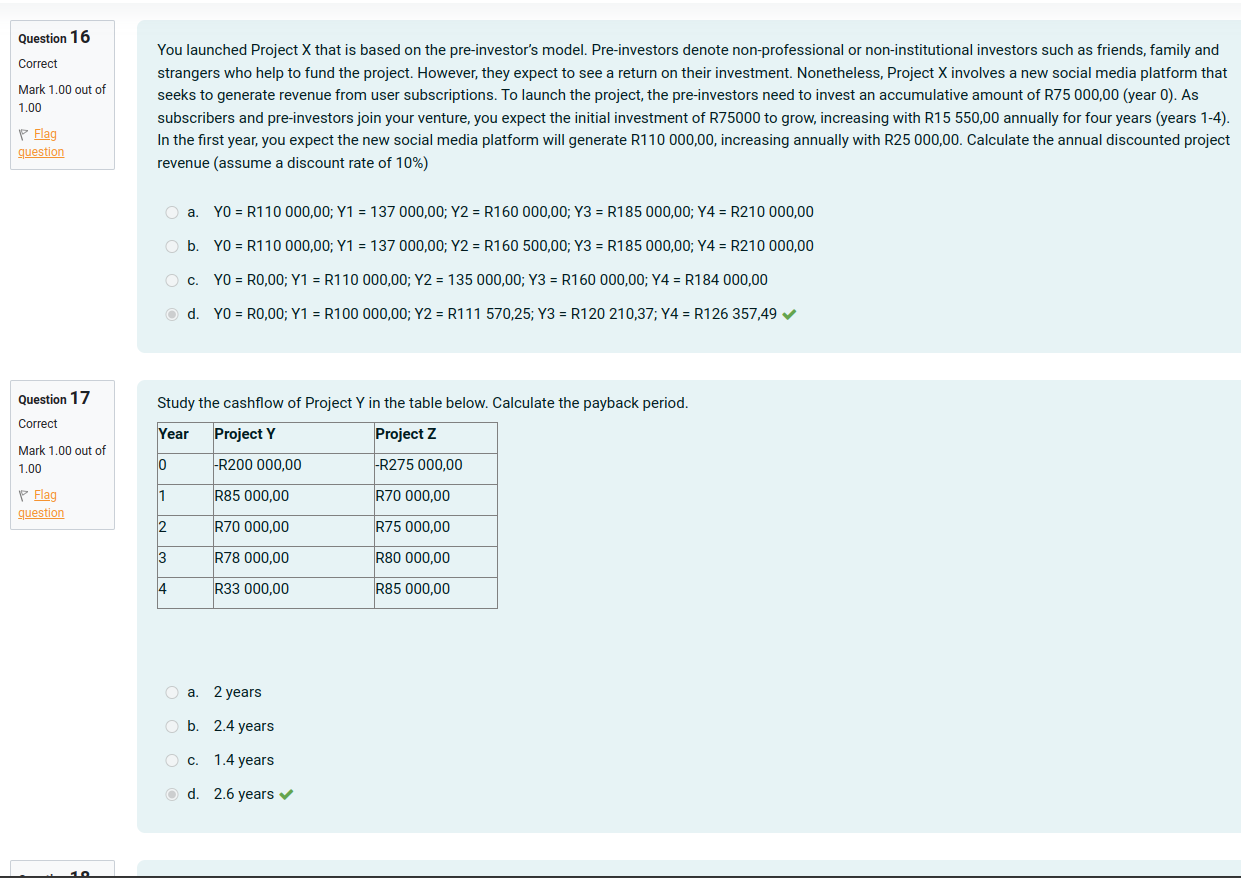 Question 16
Correct
Mark 1.00 out of
1.00
Flag
question
You launched Project X that is based on the pre-investor’s model. Pre-investors denote non-professional or non-institutional investors such as friends, family and
strangers who help to fund the project. However, they expect to see a return on their investment. Nonetheless, Project X involves a new social media platform that
seeks to generate revenue from user subscriptions. To launch the project, the pre-investors need to invest an accumulative amount of R75 000,00 (year 0). As
subscribers and pre-investors join your venture, you expect the initial investment of R75000 to grow, increasing with R15 550,00 annually for four years (years 1-4).
In the first year, you expect the new social media platform will generate R110 000,00, increasing annually with R25 000,00. Calculate the annual discounted project
revenue (assume a discount rate of 10%)
a. Y0 = R110 000,00; Y1 = 137 000,00; Y2 = R160 000,00; Y3 = R185 000,00; Y4 = R210 000,00
b. Y0 = R110 000,00; Y1 = 137 000,00; Y2 = R160 500,00; Y3 = R185 000,00; Y4 = R210 000,00
c. Y0 = R0,00; Y1 = R110 000,00; Y2 = 135 000,00; Y3 = R160 000,00; Y4 = R184 000,00
d. Y0 = R0,00; Y1 = R100 000,00; Y2 = R111 570,25; Y3 = R120 210,37; Y4 = R126 357,49
Question 17
Correct
Mark 1.00 out of
1.00
Flag
question
Study the cashflow of Project Y in the table below. Calculate the payback period.
Year Project Y Project Z
0 -R200 000,00 -R275 000,00
1 R85 000,00 R70 000,00
2 R70 000,00 R75 000,00
3 R78 000,00 R80 000,00
4 R33 000,00 R85 000,00
a. 2 years
b. 2.4 years
c. 1.4 years
d. 2.6 years